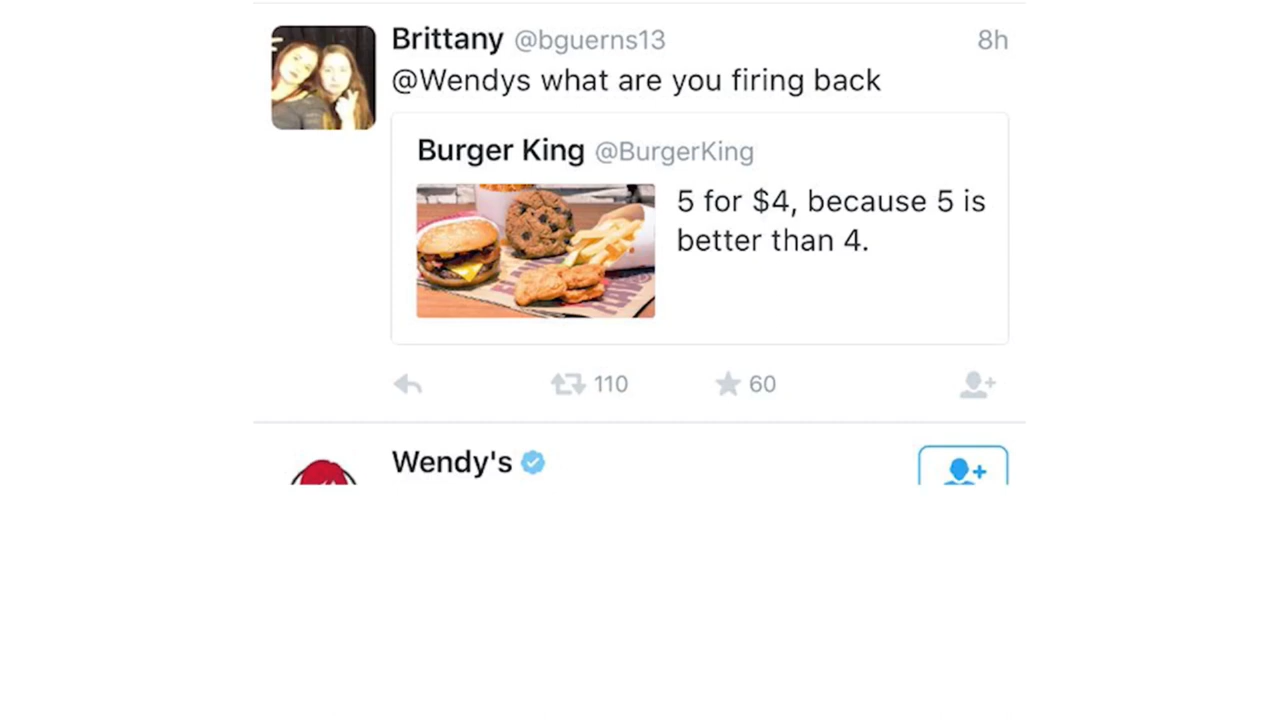 Brittany @bguerns13 8h
@Wendys what are you firing back
Burger King @BurgerKing
5 for $4, because 5 is
better than 4.
110 60
Wendy's